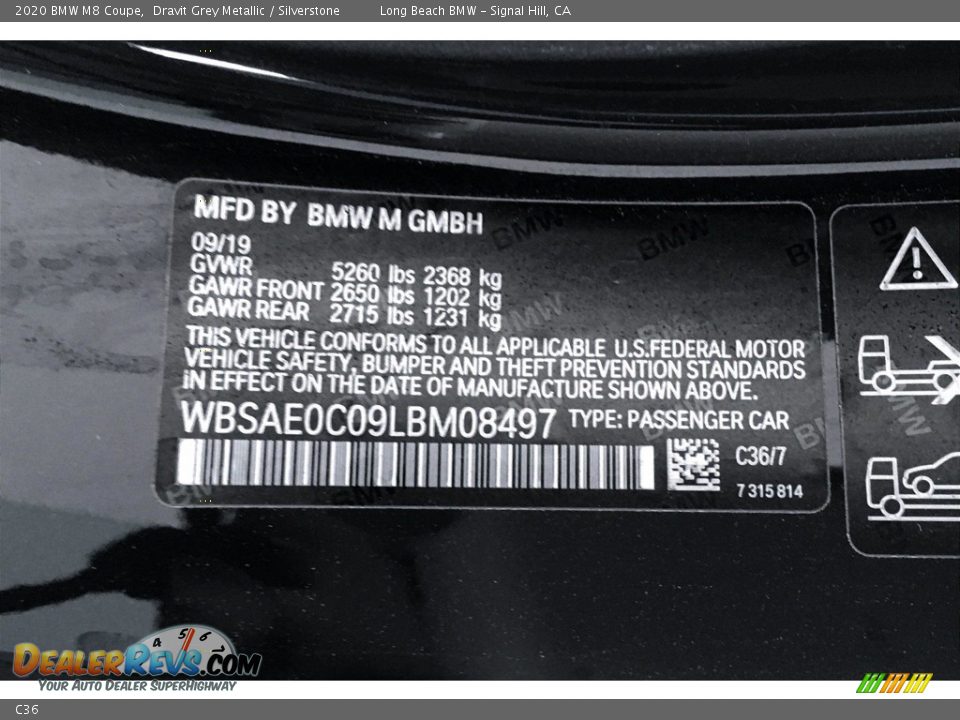 2020 BMW M8 Coupe, Dravit Grey Metallic / Silverstone Long Beach BMW - Signal Hill, CA
MFD BY BMW M GMBH
09/19
GVWR 5260 lbs 2368 kg
GAWR FRONT 2650 lbs 1202 kg
GAWR REAR 2715 lbs 1231 kg
THIS VEHICLE CONFORMS TO ALL APPLICABLE U.S.FEDERAL MOTOR
VEHICLE SAFETY, BUMPER AND THEFT PREVENTION STANDARDS
IN EFFECT ON THE DATE OF MANUFACTURE SHOWN ABOVE.
WBSAE0C09LBM08497 TYPE: PASSENGER CAR
C36/7
7 315 814
4 5 6
DealerRevs.com
Your Auto Dealer SuperHighway
C36